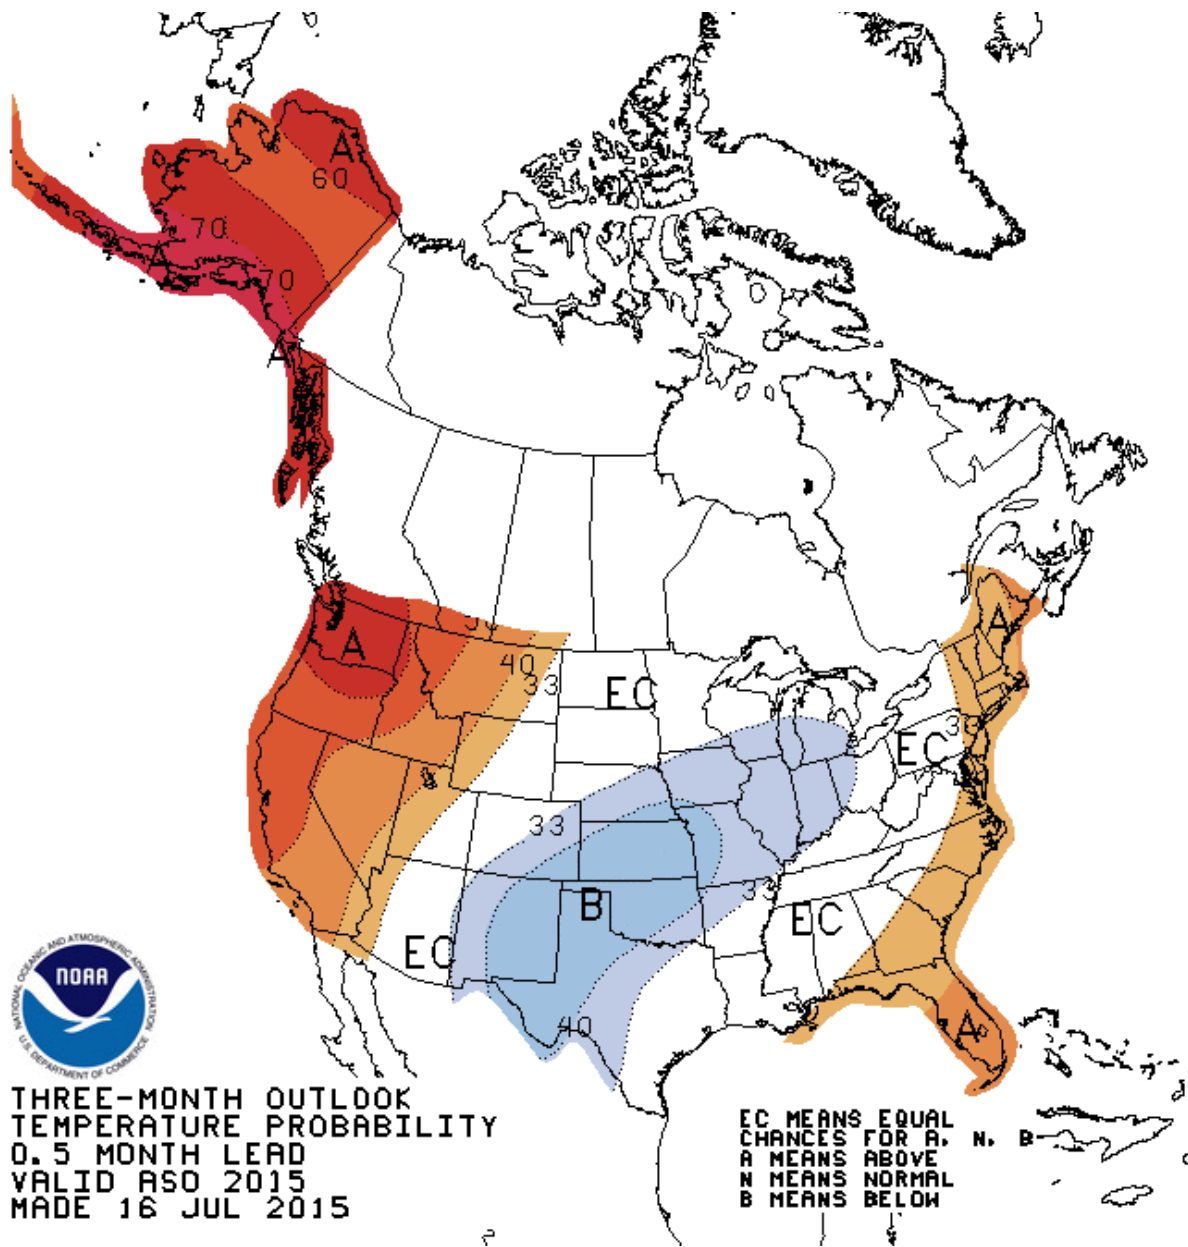 A
60
70
A
70
A
A
50
40
33
EC
A
33
EC
33
33
B
EC
EC
40
A
NATIONAL OCEANIC AND ATMOSPHERIC ADMINISTRATION
NOAA
U.S. DEPARTMENT OF COMMERCE
THREE-MONTH OUTLOOK
TEMPERATURE PROBABILITY
0.5 MONTH LEAD
VALID ASO 2015
MADE 16 JUL 2015
EC MEANS EQUAL
CHANCES FOR A, N, B
A MEANS ABOVE
N MEANS NORMAL
B MEANS BELOW